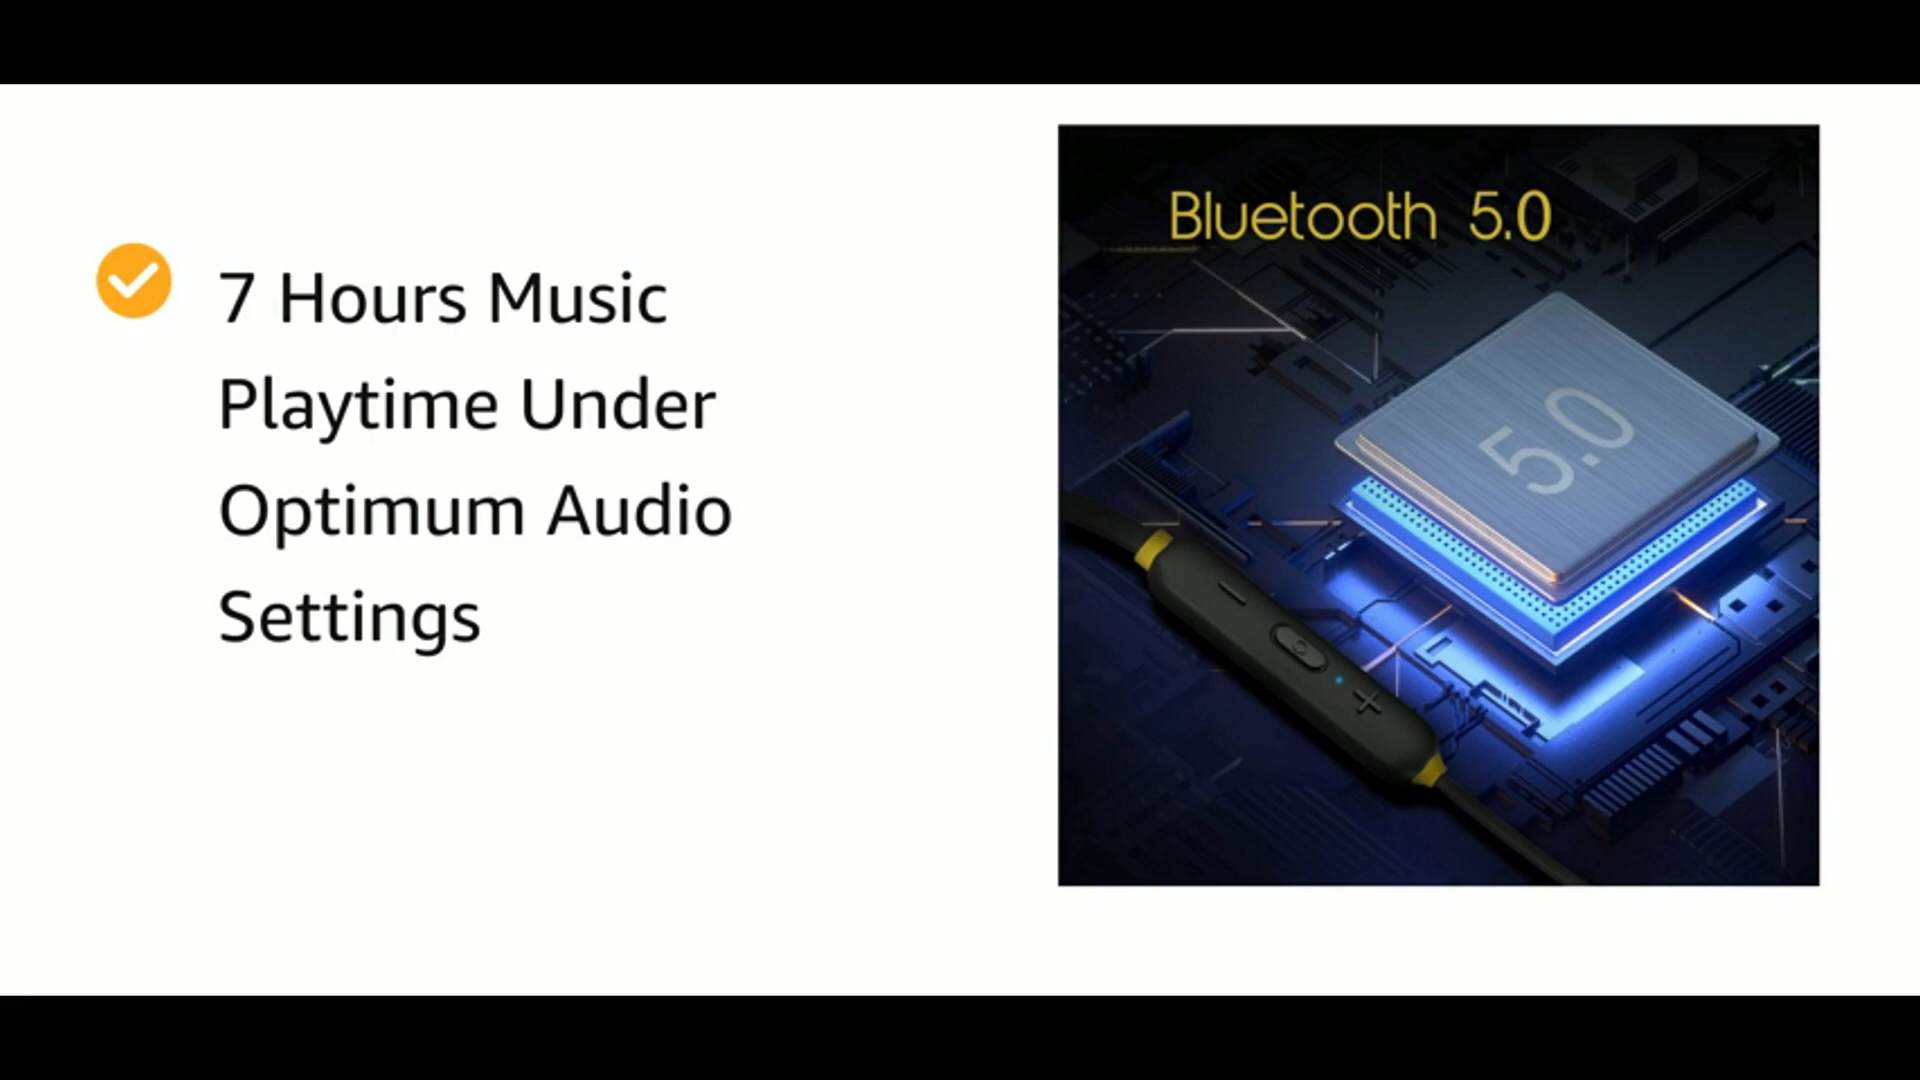 7 Hours Music
Playtime Under
Optimum Audio
Settings
Bluetooth 5.0
5.0